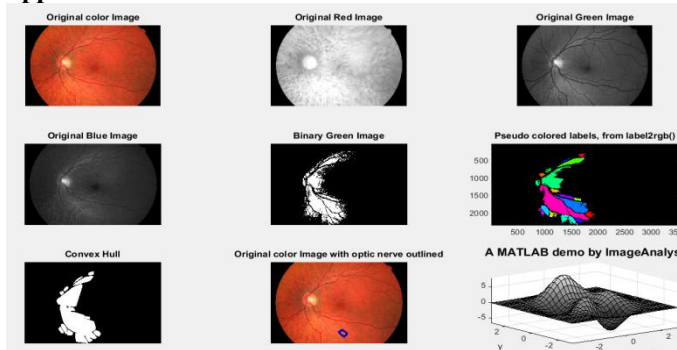 Original color Image
Original Red Image
Original Green Image
Original Blue Image
Binary Green Image
Pseudo colored labels, from label2rgb()
500
1000
1500
2000
500 1000 1500 2000 2500 3000
Convex Hull
Original color Image with optic nerve outlined
A MATLAB demo by ImageAnalys
5
0
-5
2
0
-2
y
-2
0
2